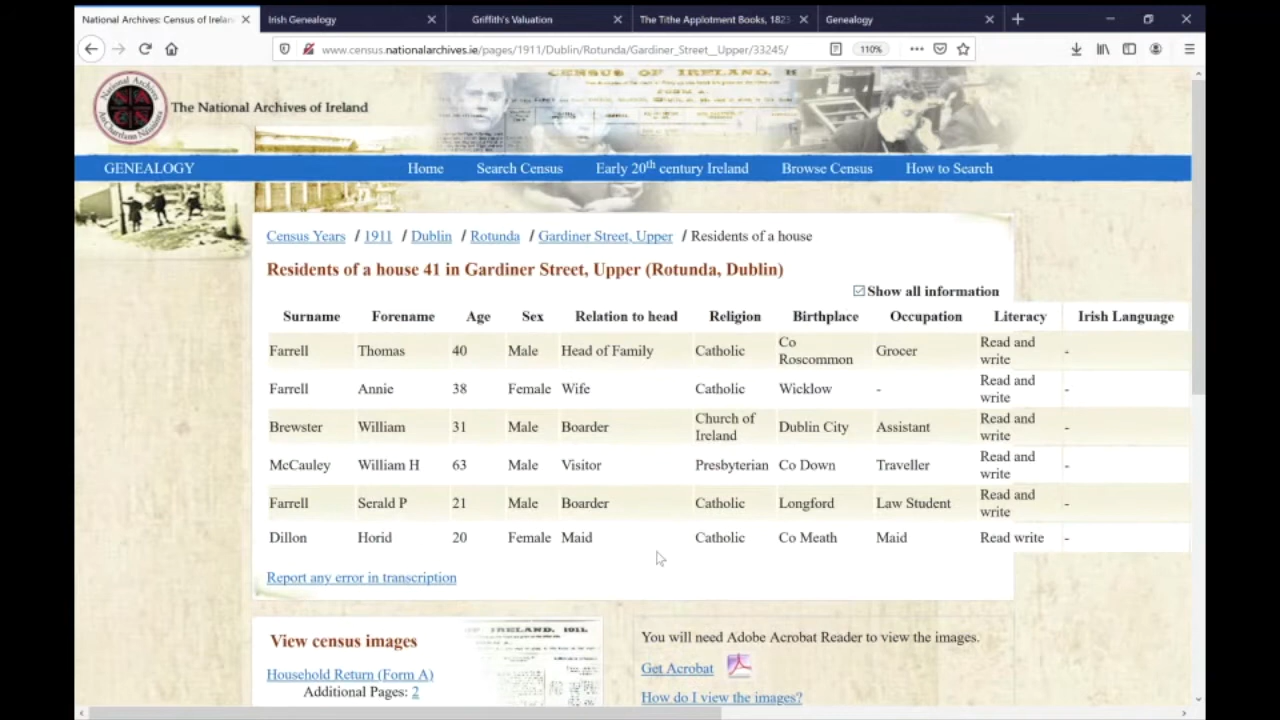 National Archives: Census of Irelan
Irish Genealogy
Griffith's Valuation
The Tithe Applotment Books, 1823
Genealogy
www.census.nationalarchives.ie/pages/1911/Dublin/Rotunda/Gardiner_Street__Upper/33245/
110%
CENSUS OF IRELAND, 1
The National Archives of Ireland
GENEALOGY Home Search Census Early 20th century Ireland Browse Census How to Search
Census Years / 1911 / Dublin / Rotunda / Gardiner Street, Upper / Residents of a house
Residents of a house 41 in Gardiner Street, Upper (Rotunda, Dublin)
Show all information
Surname Forename Age Sex Relation to head Religion Birthplace Occupation Literacy Irish Language
Farrell Thomas 40 Male Head of Family Catholic Co Roscommon Grocer Read and write -
Farrell Annie 38 Female Wife Catholic Wicklow - Read and write -
Brewster William 31 Male Boarder Church of Ireland Dublin City Assistant Read and write -
McCauley William H 63 Male Visitor Presbyterian Co Down Traveller Read and write -
Farrell Serald P 21 Male Boarder Catholic Longford Law Student Read and write -
Dillon Horid 20 Female Maid Catholic Co Meath Maid Read write -
Report any error in transcription
View census images
Household Return (Form A)
Additional Pages: 2
IRELAND, 1911.
You will need Adobe Acrobat Reader to view the images.
Get Acrobat
How do I view the images?